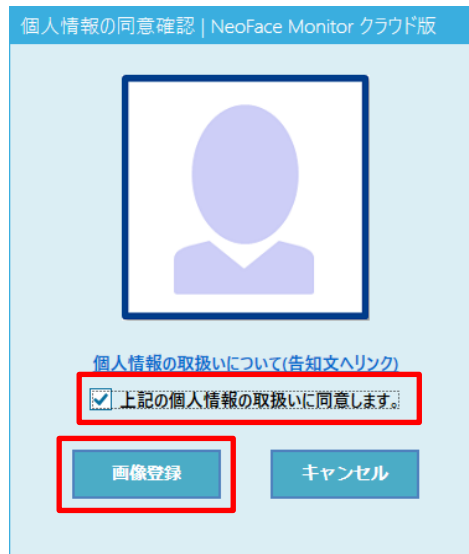 個人情報の同意確認 | NeoFace Monitor クラウド版
個人情報の取扱いについて(告知文へリンク)
上記の個人情報の取扱いに同意します。
画像登録
キャンセル